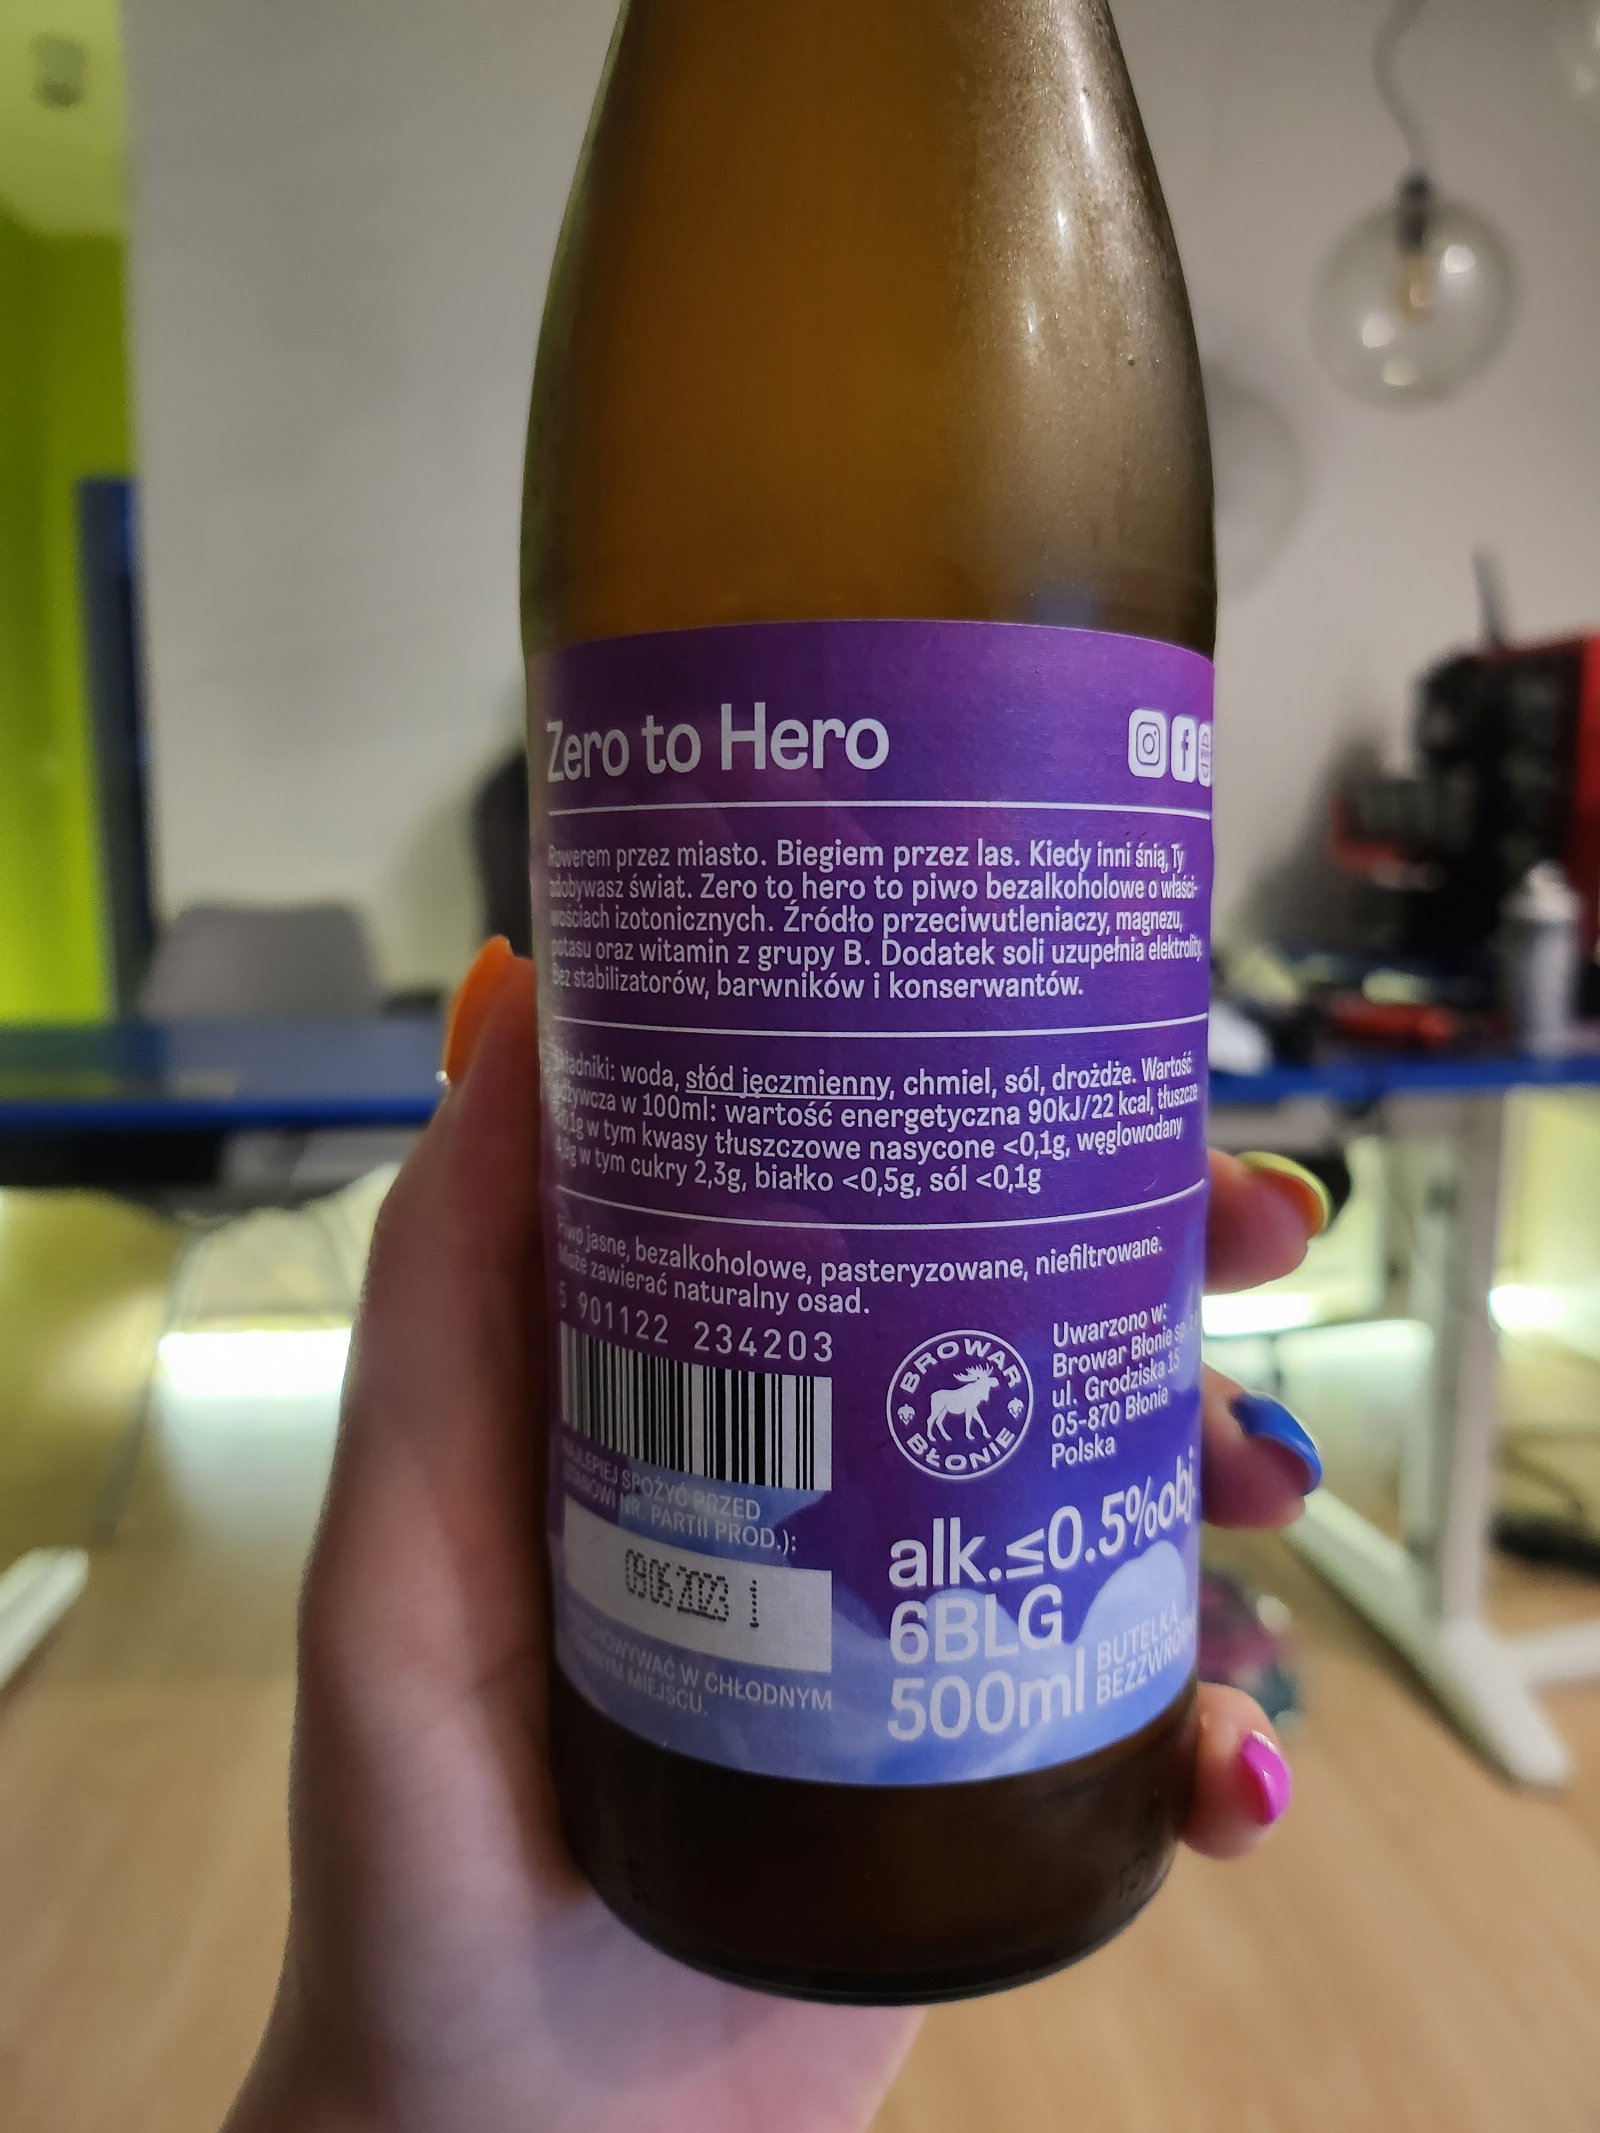 Zero to Hero
Rowerem przez miasto. Biegiem przez las. Kiedy inni śnią, Ty
zdobywasz świat. Zero to hero to piwo bezalkoholowe o właści-
wościach izotonicznych. Źródło przeciwutleniaczy, magnezu,
potasu oraz witamin z grupy B. Dodatek soli uzupełnia elektrolity.
Bez stabilizatorów, barwników i konserwantów.
Składniki: woda, słód jęczmienny, chmiel, sól, drożdże. Wartość
odżywcza w 100ml: wartość energetyczna 90kJ/22 kcal, tłuszcze
<0,1g w tym kwasy tłuszczowe nasycone <0,1g, węglowodany
4,9g w tym cukry 2,3g, białko <0,5g, sól <0,1g
Piwo jasne, bezalkoholowe, pasteryzowane, niefiltrowane.
Może zawierać naturalny osad.
5 901122 234203
NAJLEPIEJ SPOŻYĆ PRZED
(STANOWI NR. PARTII PROD.):
09.06.2023
CHOWYWAĆ W CHŁODNYM
MIEJSCU.
BROWAR
BŁONIE
Uwarzono w:
Browar Błonie sp.
ul. Grodziska 15
05-870 Błonie
Polska
alk.≤0.5%obj.
6BLG
500ml
BUTELKA
BEZZWROTNA